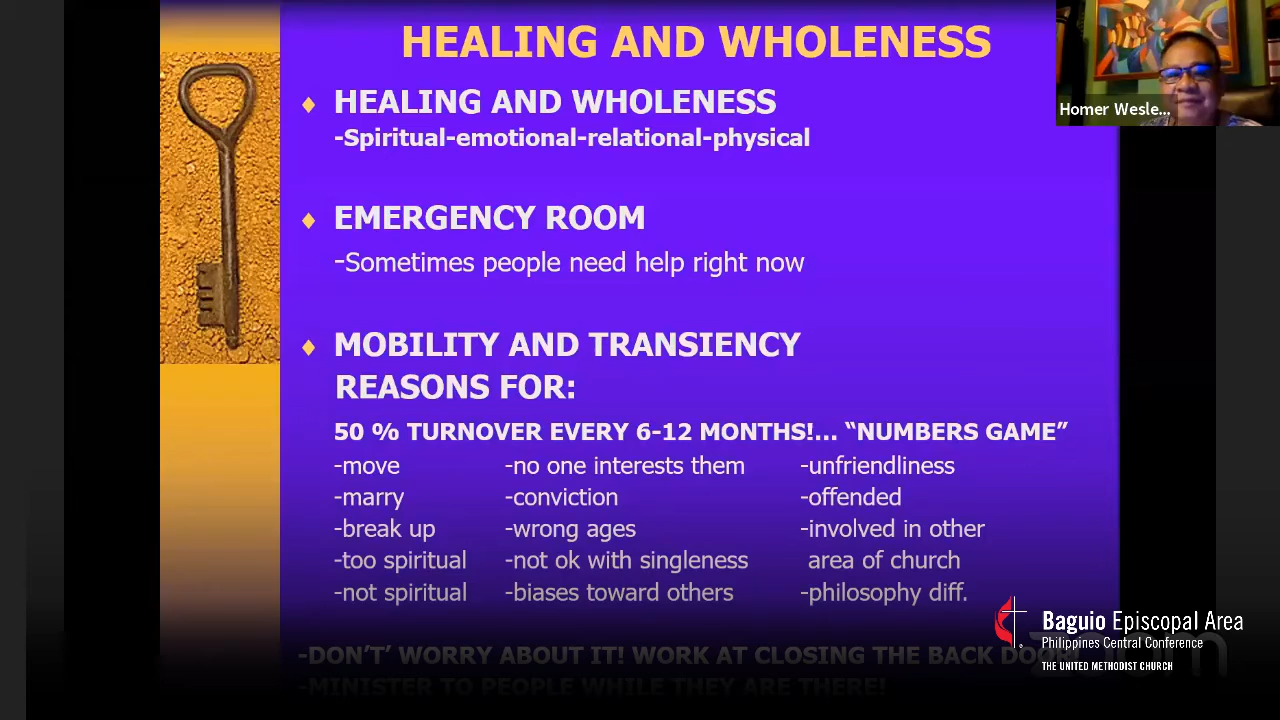 HEALING AND WHOLENESS
Homer Wesle...
♦ HEALING AND WHOLENESS
-Spiritual-emotional-relational-physical
♦ EMERGENCY ROOM
-Sometimes people need help right now
♦ MOBILITY AND TRANSIENCY
REASONS FOR:
50 % TURNOVER EVERY 6-12 MONTHS!... “NUMBERS GAME”
-move -no one interests them -unfriendliness
-marry -conviction -offended
-break up -wrong ages -involved in other
-too spiritual -not ok with singleness area of church
-not spiritual -biases toward others -philosophy diff.
-DON’T’ WORRY ABOUT IT! WORK AT CLOSING THE BACK
-MINISTER TO PEOPLE WHILE THEY ARE THERE!
Baguio Episcopal Area
Philippines Central Conference
THE UNITED METHODIST CHURCH
zoom